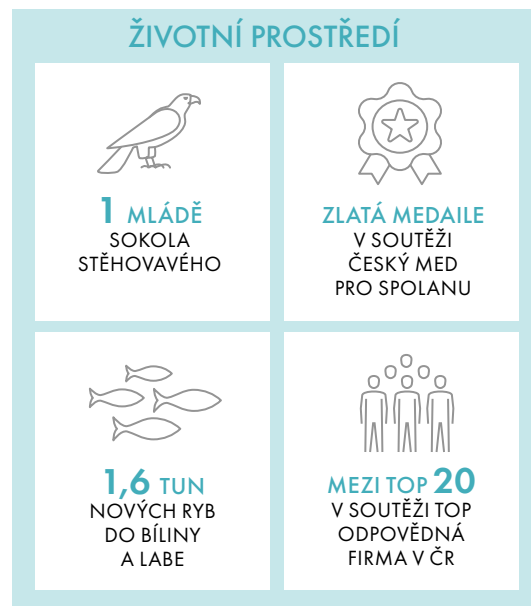 ŽIVOTNÍ PROSTŘEDÍ
1 MLÁDĚ
SOKOLA
STĚHOVAVÉHO
ZLATÁ MEDAILE
V SOUTĚŽI
ČESKÝ MED
PRO SPOLANU
1,6 TUN
NOVÝCH RYB
DO BÍLINY
A LABE
MEZI TOP 20
V SOUTĚŽI TOP
ODPOVĚDNÁ
FIRMA V ČR